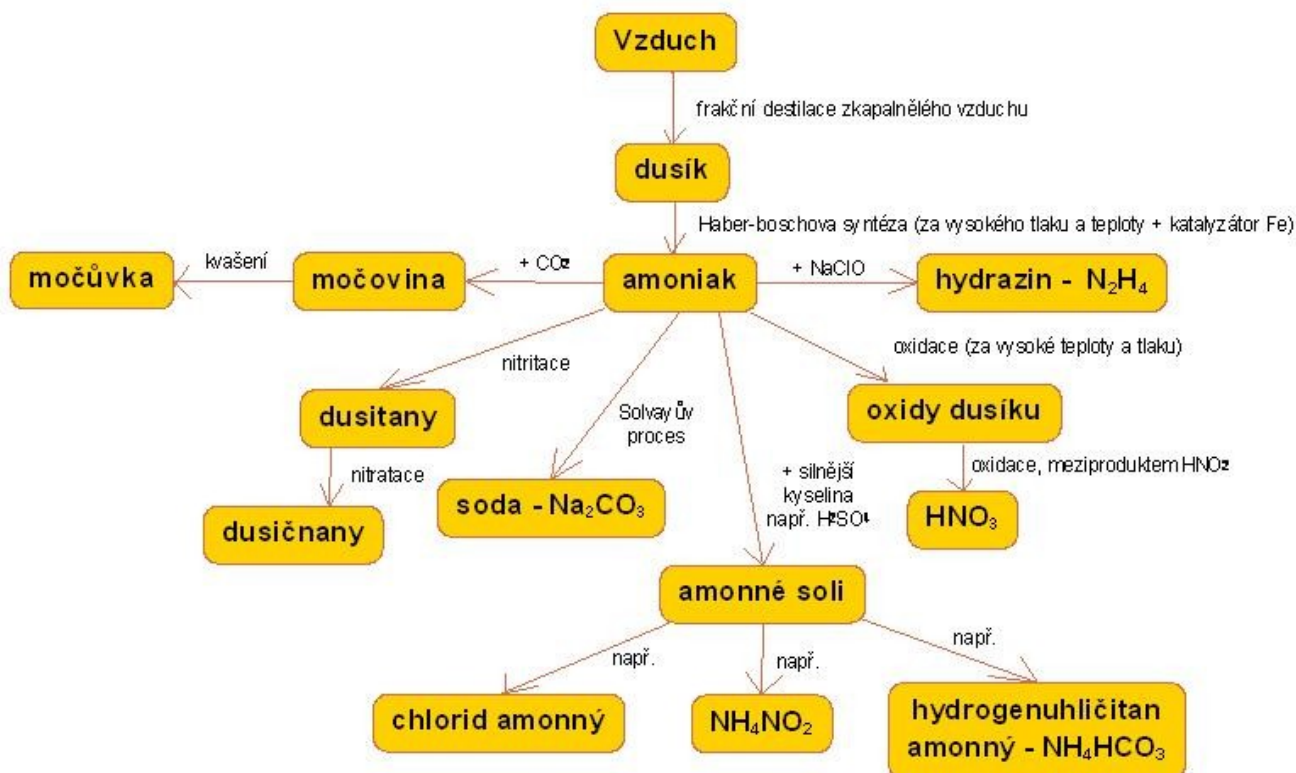 Vzduch
frakční destilace zkapalnělého vzduchu
dusík
Haber-boschova syntéza (za vysokého tlaku a teploty + katalyzátor Fe)
močůvka
kvašení
močovina
+ CO2
amoniak
+ NaClO
hydrazin - N₂H₄
nitritace
oxidace (za vysoké teploty a tlaku)
dusitany
Solvayův
proces
oxidy dusíku
nitratace
+ silnější
kyselina
např. H2SO4
oxidace, meziproduktem HNO2
dusičnany
soda - Na₂CO₃
HNO₃
amonné soli
např.
např.
např.
chlorid amonný
NH₄NO₂
hydrogenuhličitan
amonný - NH₄HCO₃